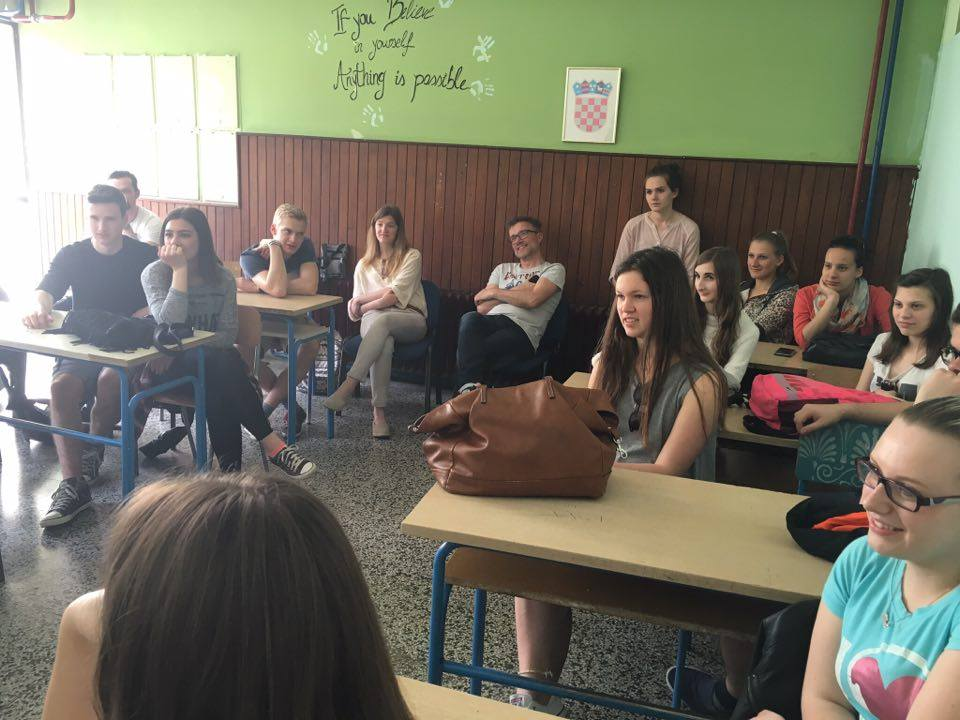 If you Believe
in yourself
Anything is possible